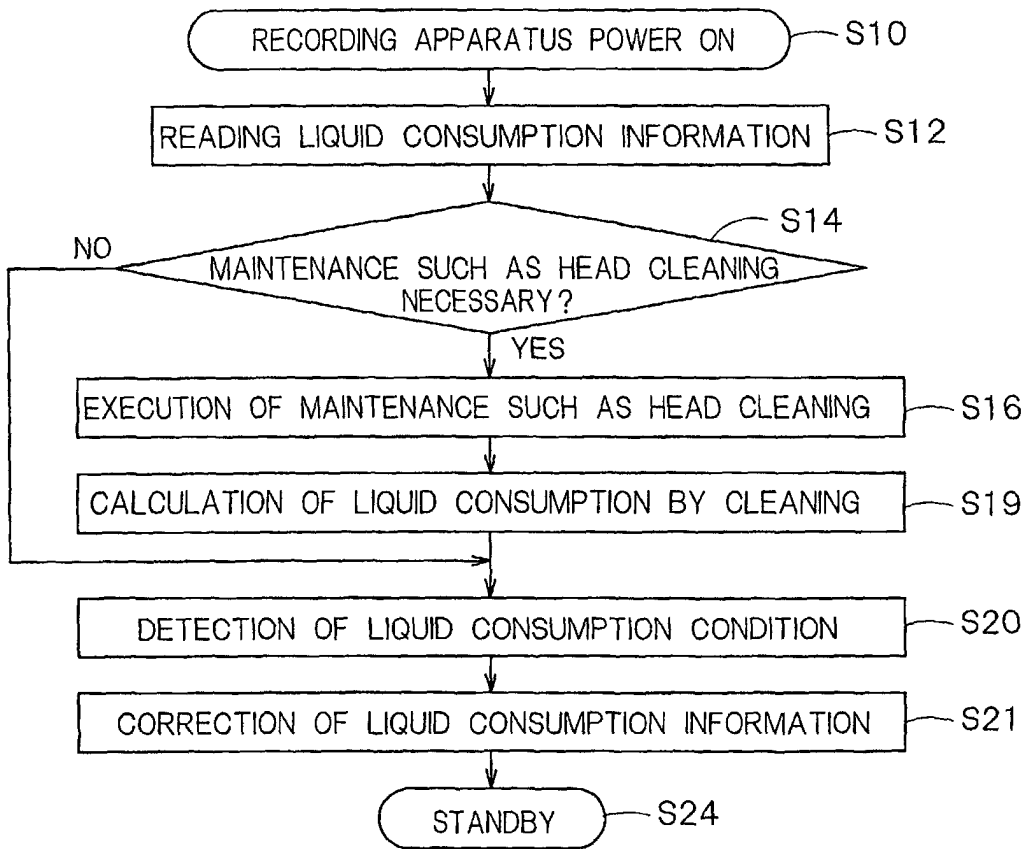 RECORDING APPARATUS POWER ON
S10
READING LIQUID CONSUMPTION INFORMATION
S12
S14
NO
MAINTENANCE SUCH AS HEAD CLEANING
NECESSARY?
YES
EXECUTION OF MAINTENANCE SUCH AS HEAD CLEANING
S16
CALCULATION OF LIQUID CONSUMPTION BY CLEANING
S19
DETECTION OF LIQUID CONSUMPTION CONDITION
S20
CORRECTION OF LIQUID CONSUMPTION INFORMATION
S21
STANDBY
S24